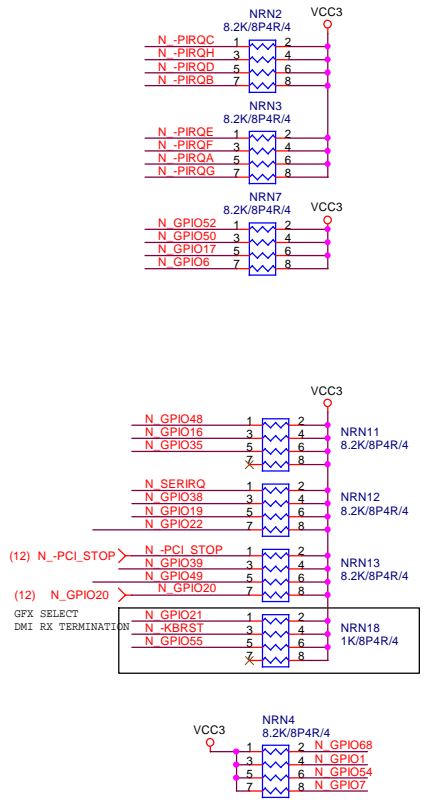 NRN2
8.2K/8P4R/4
VCC3
N_-PIRQC 1 2
N_-PIRQH 3 4
N_-PIRQD 5 6
N_-PIRQB 7 8
NRN3
8.2K/8P4R/4
N_-PIRQE 1 2
N_-PIRQF 3 4
N_-PIRQA 5 6
N_-PIRQG 7 8
NRN7
8.2K/8P4R/4
VCC3
N_GPIO52 1 2
N_GPIO50 3 4
N_GPIO17 5 6
N_GPIO6 7 8
VCC3
N_GPIO48 1 2
N_GPIO16 3 4
N_GPIO35 5 6
7 8
NRN11
8.2K/8P4R/4
N_SERIRQ 1 2
N_GPIO38 3 4
N_GPIO19 5 6
N_GPIO22 7 8
NRN12
8.2K/8P4R/4
(12) N_-PCI_STOP N_-PCI_STOP 1 2
N_GPIO39 3 4
N_GPIO49 5 6
(12) N_GPIO20 N_GPIO20 7 8
NRN13
8.2K/8P4R/4
GFX SELECT
DMI RX TERMINATION
N_GPIO21 1 2
N_-KBRST 3 4
N_GPIO55 5 6
7 8
NRN18
1K/8P4R/4
VCC3
NRN4
8.2K/8P4R/4
1 2 N_GPIO68
3 4 N_GPIO1
5 6 N_GPIO54
7 8 N_GPIO7